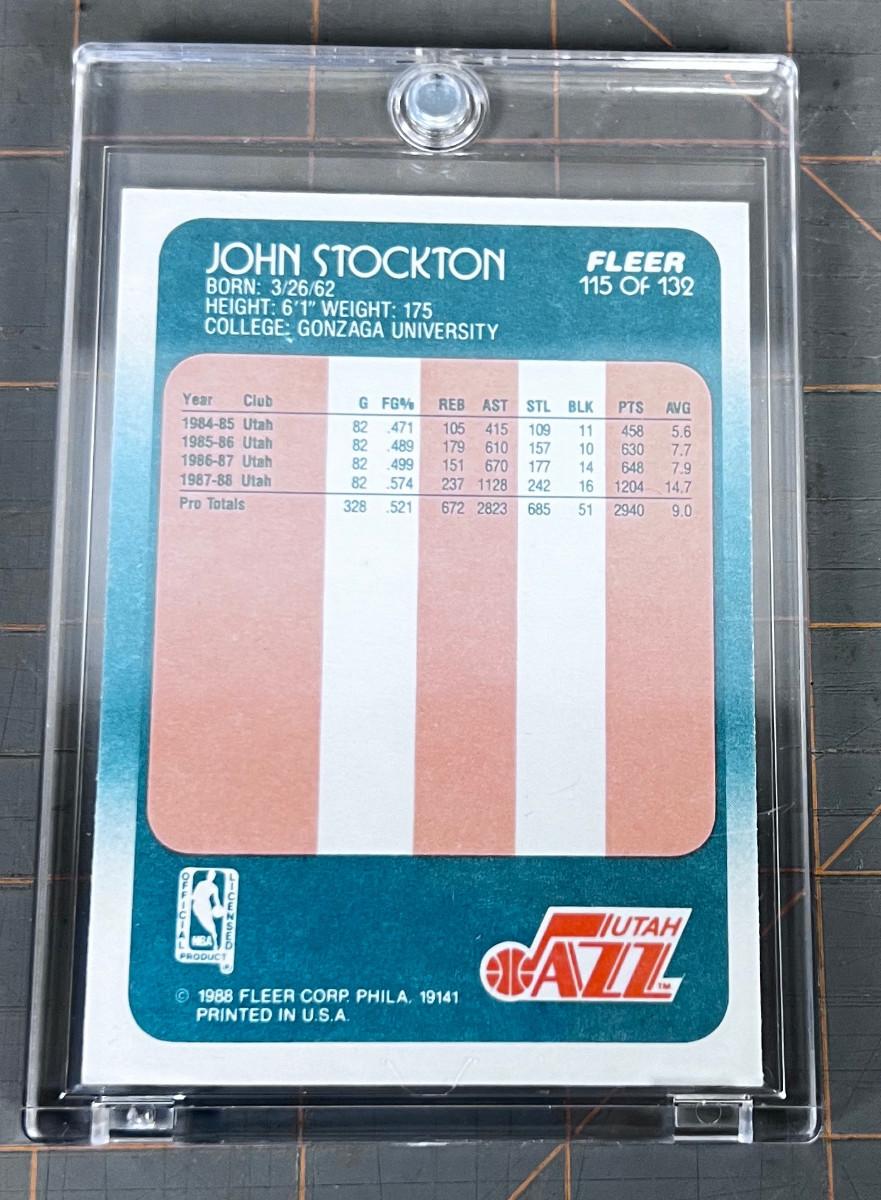 JOHN STOCKTON
BORN: 3/26/62
HEIGHT: 6'1" WEIGHT: 175
COLLEGE: GONZAGA UNIVERSITY
FLEER
115 OF 132
Year Club G FG% REB AST STL BLK PTS AVG
1984-85 Utah 82 .471 105 415 109 11 458 5.6
1985-86 Utah 82 .489 179 610 157 10 630 7.7
1986-87 Utah 82 .499 151 670 177 14 648 7.9
1987-88 Utah 82 .574 237 1128 242 16 1204 14.7
Pro Totals 328 .521 672 2823 685 51 2940 9.0
OFFICIAL
LICENSED
NBA
PRODUCT
UTAH
JAZZ
TM
© 1988 FLEER CORP. PHILA. 19141
PRINTED IN U.S.A.